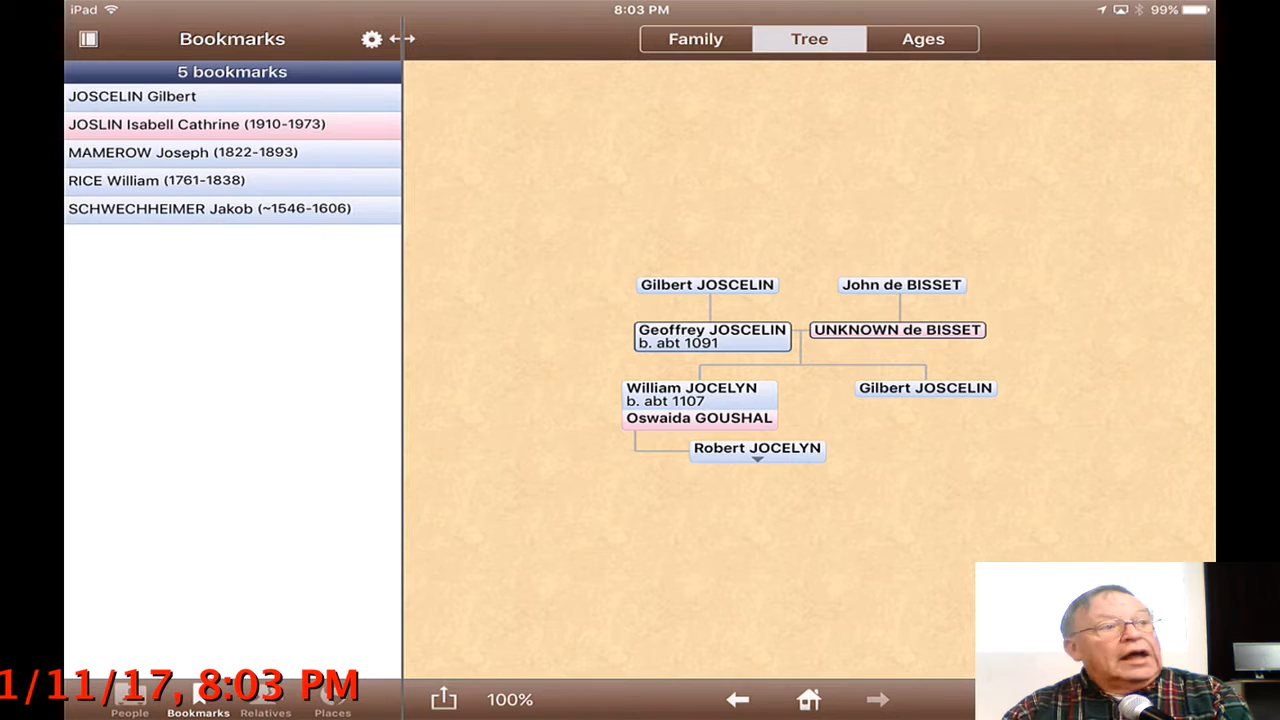 iPad
8:03 PM
99%
Bookmarks
Family
Tree
Ages
5 bookmarks
JOSCELIN Gilbert
JOSLIN Isabell Cathrine (1910-1973)
MAMEROW Joseph (1822-1893)
RICE William (1761-1838)
SCHWECHHEIMER Jakob (~1546-1606)
Gilbert JOSCELIN
John de BISSET
Geoffrey JOSCELIN
b. abt 1091
UNKNOWN de BISSET
William JOCELYN
b. abt 1107
Oswaida GOUSHAL
Gilbert JOSCELIN
Robert JOCELYN
1/11/17, 8:03 PM
People
Bookmarks
Relatives
Places
100%